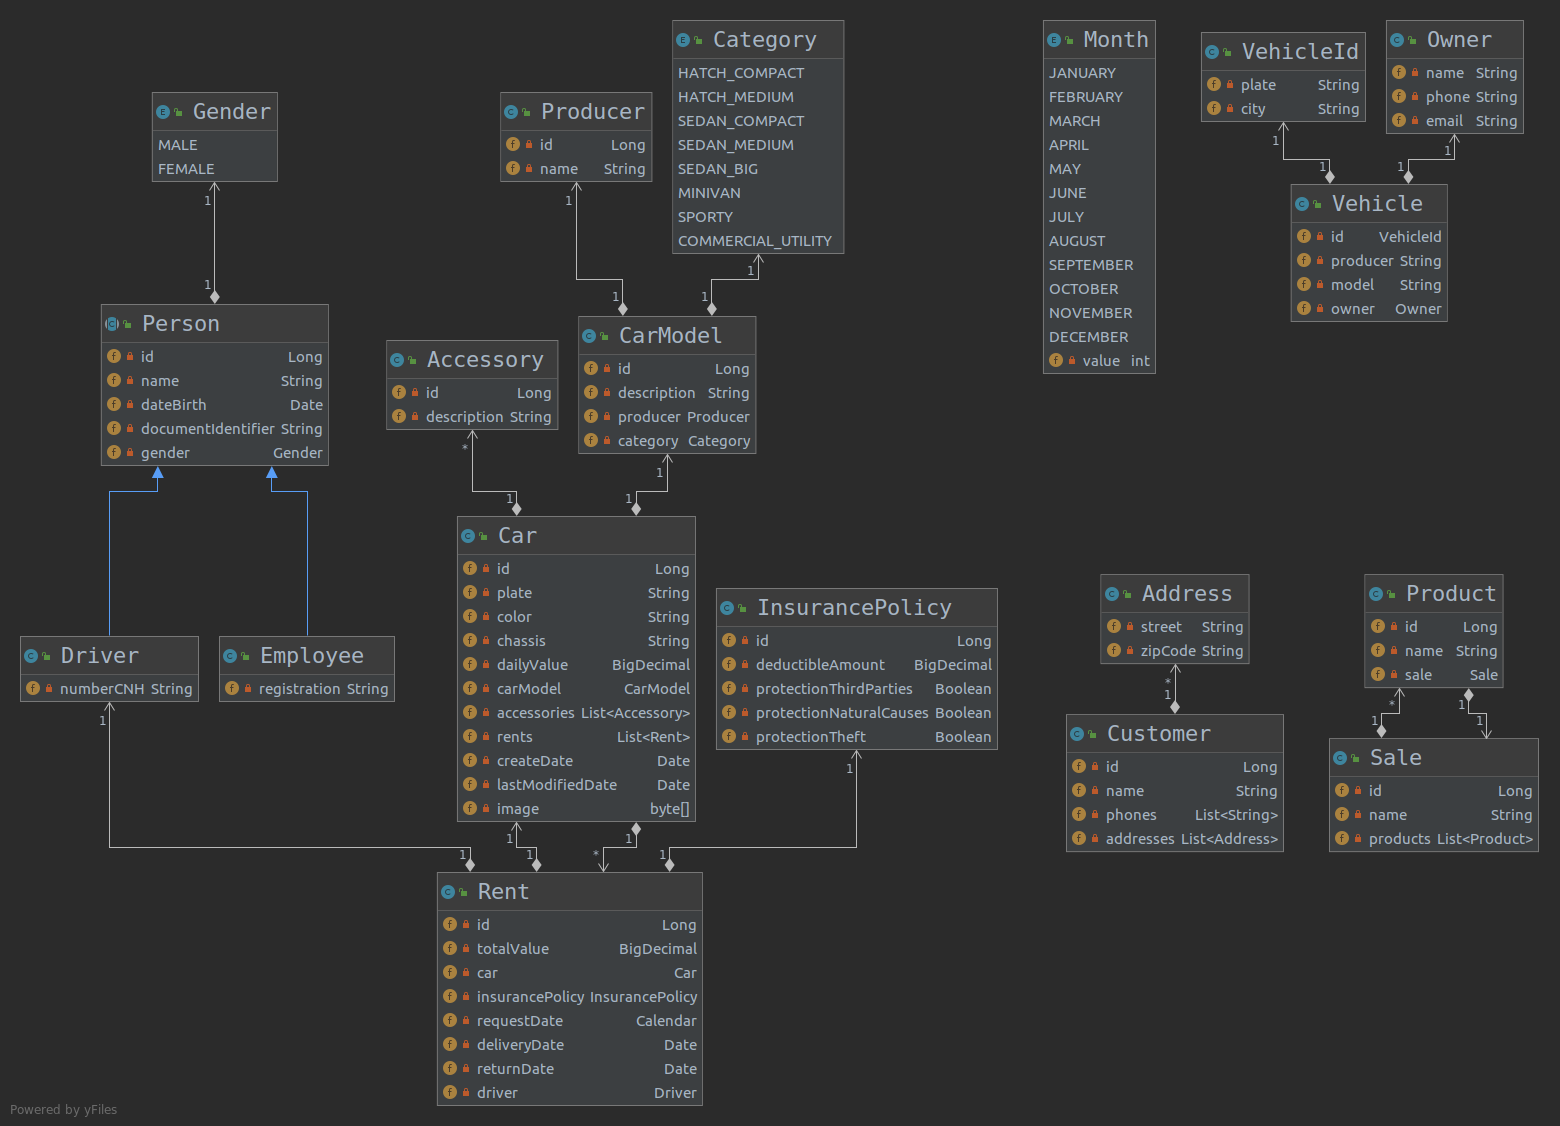 Gender
MALE
FEMALE
1
1
Producer
id Long
name String
1
1
Category
HATCH_COMPACT
HATCH_MEDIUM
SEDAN_COMPACT
SEDAN_MEDIUM
SEDAN_BIG
MINIVAN
SPORTY
COMMERCIAL_UTILITY
1
1
Month
JANUARY
FEBRUARY
MARCH
APRIL
MAY
JUNE
JULY
AUGUST
SEPTEMBER
OCTOBER
NOVEMBER
DECEMBER
value int
VehicleId
plate String
city String
1
1
Owner
name String
phone String
email String
1
1
Vehicle
id VehicleId
producer String
model String
owner Owner
Person
id Long
name String
dateBirth Date
documentIdentifier String
gender Gender
Accessory
id Long
description String
*
1
CarModel
id Long
description String
producer Producer
category Category
1
1
Car
id Long
plate String
color String
chassis String
dailyValue BigDecimal
carModel CarModel
accessories List<Accessory>
rents List<Rent>
createDate Date
lastModifiedDate Date
image byte[]
Driver
numberCNH String
1
Employee
registration String
InsurancePolicy
id Long
deductibleAmount BigDecimal
protectionThirdParties Boolean
protectionNaturalCauses Boolean
protectionTheft Boolean
1
1
1
1
1
*
1
Rent
id Long
totalValue BigDecimal
car Car
insurancePolicy InsurancePolicy
requestDate Calendar
deliveryDate Date
returnDate Date
driver Driver
Address
street String
zipCode String
*
1
Customer
id Long
name String
phones List<String>
addresses List<Address>
Product
id Long
name String
sale Sale
*
1
1
1
Sale
id Long
name String
products List<Product>
Powered by yFiles